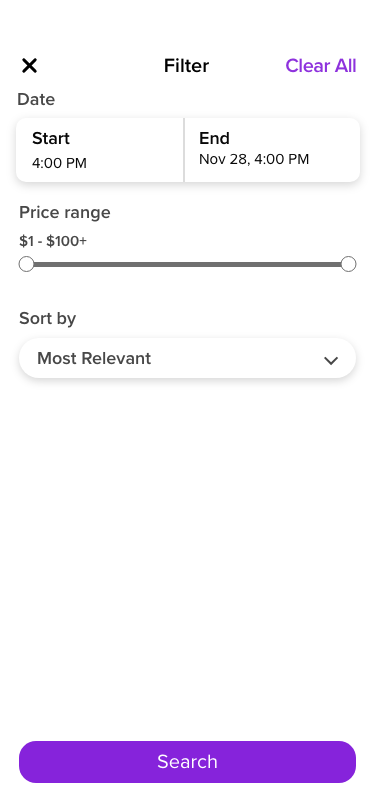 Filter
Clear All
Date
Start
4:00 PM
End
Nov 28, 4:00 PM
Price range
$1 - $100+
Sort by
Most Relevant
Search